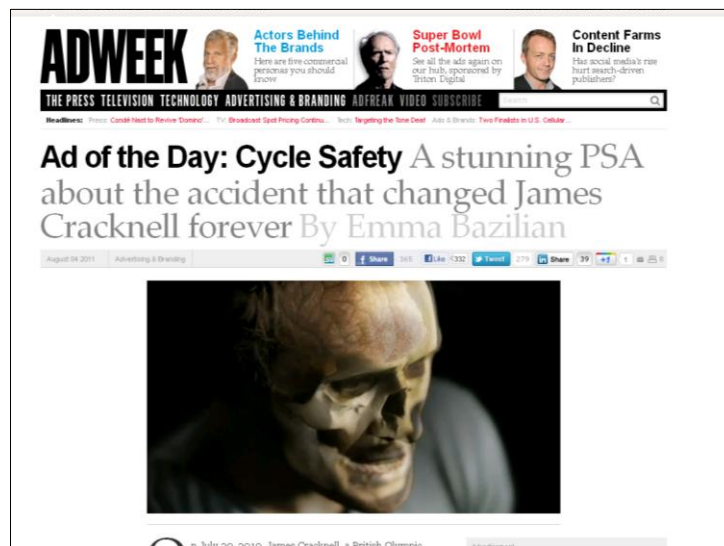 ADWEEK
Actors Behind
The Brands
Here are five commercial
personas you should
know
Super Bowl
Post-Mortem
See all the ads again on
our hub, sponsored by
Triton Digital
Content Farms
In Decline
Has social media's rise
hurt search-driven
publishers?
THE PRESS TELEVISION TECHNOLOGY ADVERTISING & BRANDING ADFREAK VIDEO SUBSCRIBE Search
Headlines: Press: Condé Nast to Revive 'Domino'... TV: Broadcast Spot Pricing Continu... Tech: Targeting the Tone Deaf Ads & Brands: Two Finalists in U.S. Cellular...
Ad of the Day: Cycle Safety A stunning PSA
about the accident that changed James
Cracknell forever By Emma Bazilian
August 04 2011 Advertising & Branding 0 Share 365 Like 332 Tweet 279 Share 39 +1 1 8
n July 20, 2010, James Cracknell, a British Olympic
Advertisement